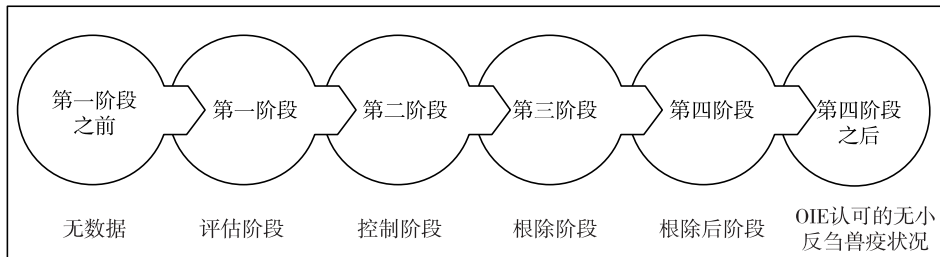 第一阶段
之前
第一阶段
第二阶段
第三阶段
第四阶段
第四阶段
之后
无数据
评估阶段
控制阶段
根除阶段
根除后阶段
OIE认可的无小
反刍兽疫状况